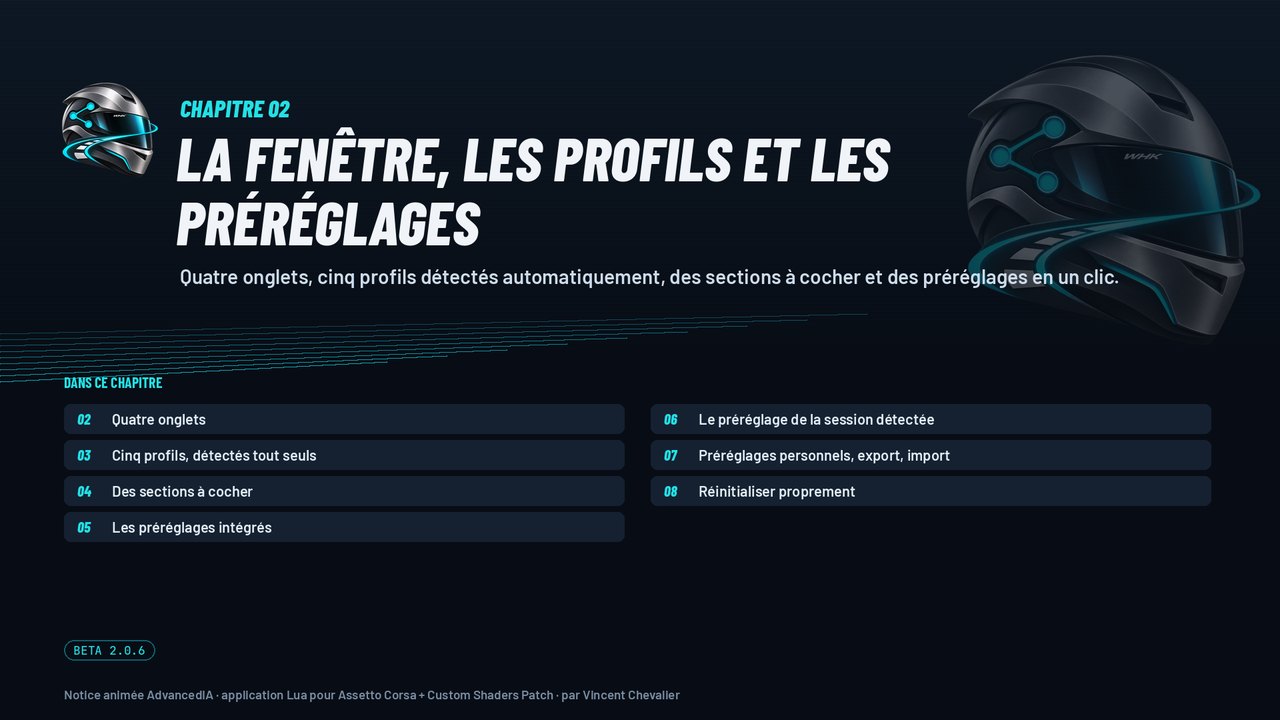 CHAPITRE 02
LA FENÊTRE, LES PROFILS ET LES
PRÉRÉGLAGES
Quatre onglets, cinq profils détectés automatiquement, des sections à cocher et des préréglages en un clic.
WHK
DANS CE CHAPITRE
02 Quatre onglets
03 Cinq profils, détectés tout seuls
04 Des sections à cocher
05 Les préréglages intégrés
06 Le préréglage de la session détectée
07 Préréglages personnels, export, import
08 Réinitialiser proprement
BETA 2.0.6
Notice animée AdvancedIA · application Lua pour Assetto Corsa + Custom Shaders Patch · par Vincent Chevalier